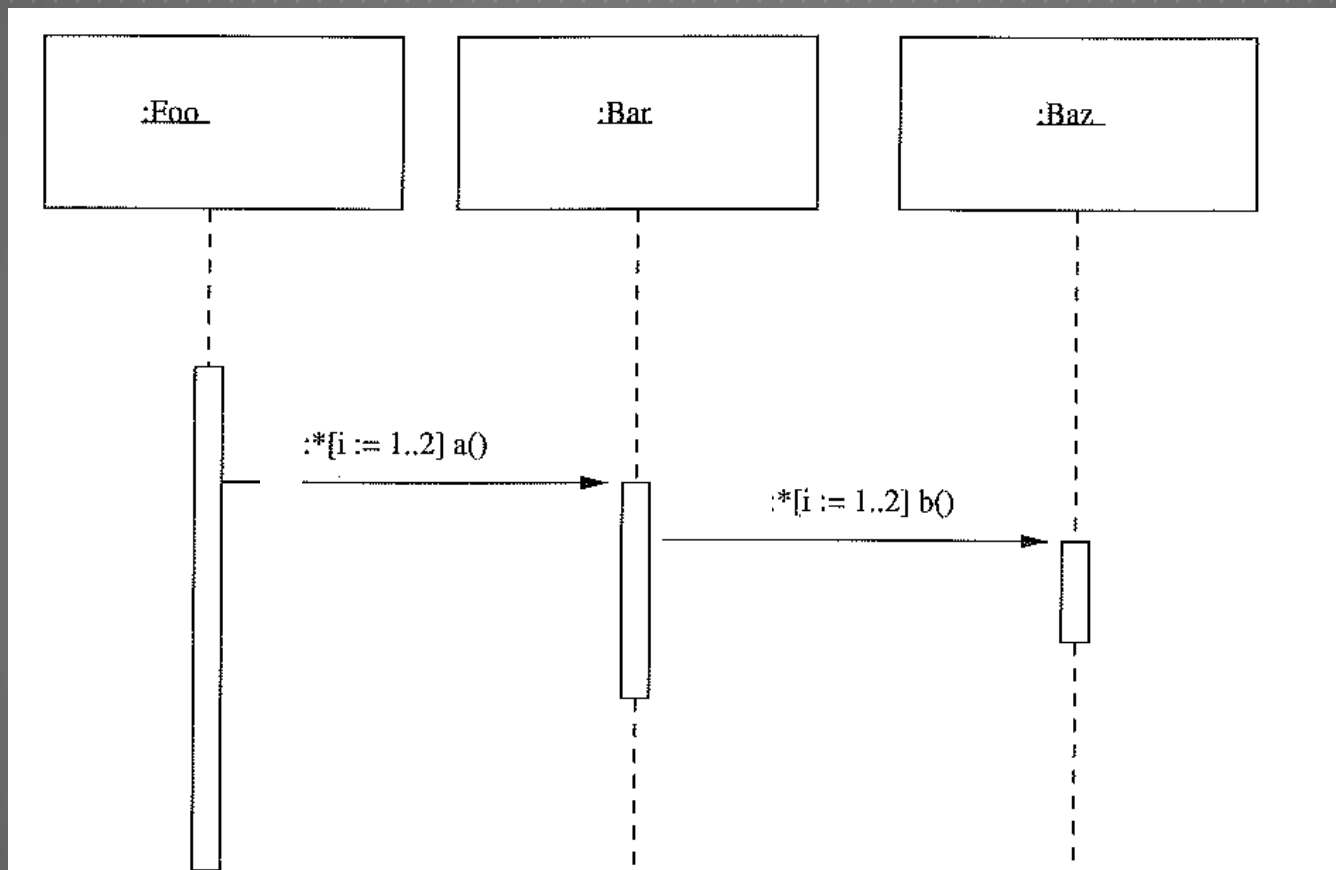 :Foo
:Bar
:Baz
:*[i := 1..2] a()
:*[i := 1..2] b()